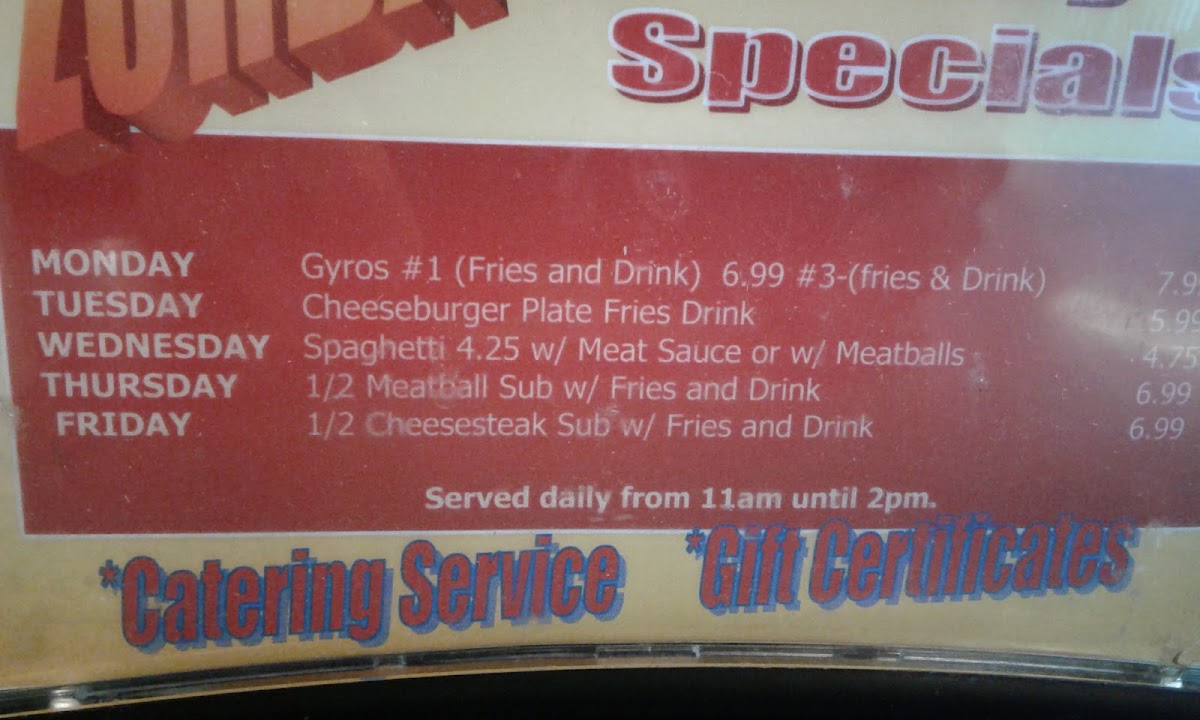 Specials
MONDAY Gyros #1 (Fries and Drink) 6.99 #3-(fries & Drink) 7.9
TUESDAY Cheeseburger Plate Fries Drink 5.99
WEDNESDAY Spaghetti 4.25 w/ Meat Sauce or w/ Meatballs 4.75
THURSDAY 1/2 Meatball Sub w/ Fries and Drink 6.99
FRIDAY 1/2 Cheesesteak Sub w/ Fries and Drink 6.99
Served daily from 11am until 2pm.
*Catering Service *Gift Certificates